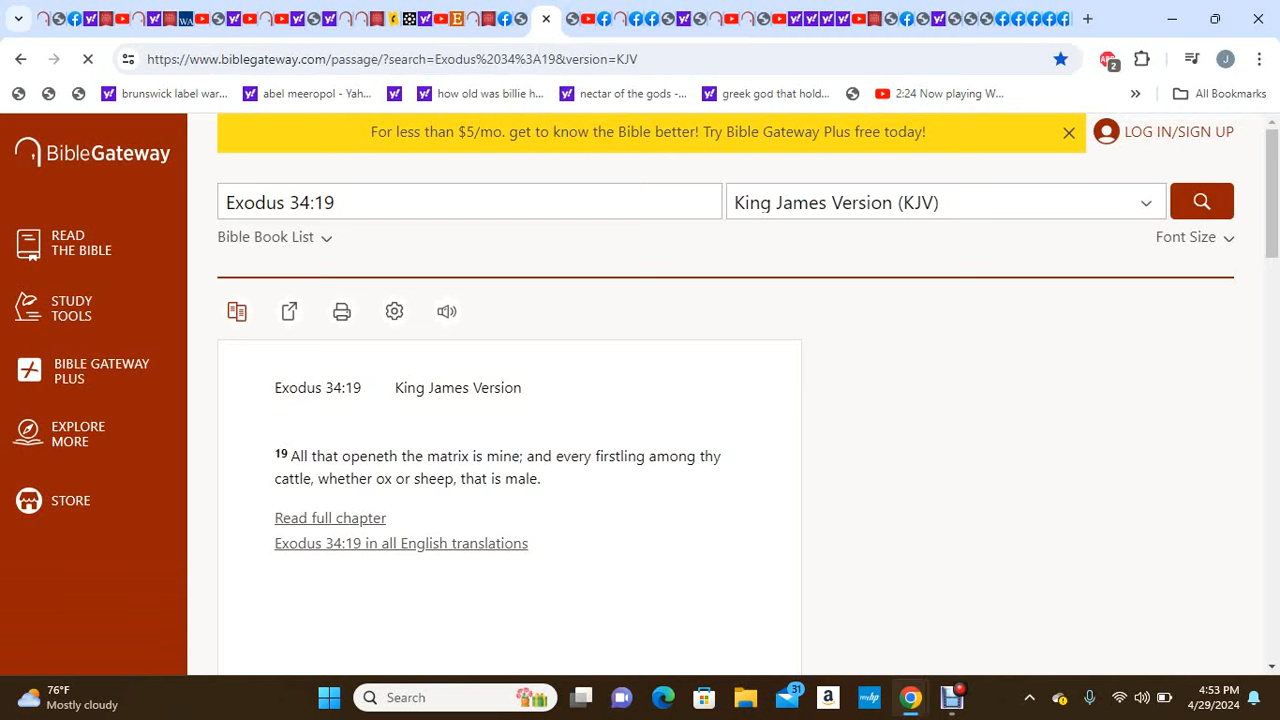 https://www.biblegateway.com/passage/?search=Exodus%2034%3A19&version=KJV
2
J
brunswick label war...
abel meeropol - Yah...
how old was billie h...
nectar of the gods -...
greek god that hold...
2:24 Now playing W...
»
All Bookmarks
BibleGateway
For less than $5/mo. get to know the Bible better! Try Bible Gateway Plus free today!
LOG IN/SIGN UP
Exodus 34:19
King James Version (KJV)
Bible Book List
Font Size
READ
THE BIBLE
STUDY
TOOLS
BIBLE GATEWAY
PLUS
EXPLORE
MORE
STORE
Exodus 34:19 King James Version
19 All that openeth the matrix is mine; and every firstling among thy
cattle, whether ox or sheep, that is male.
Read full chapter
Exodus 34:19 in all English translations
76°F
Mostly cloudy
Search
31
a
myhp
4:53 PM
4/29/2024